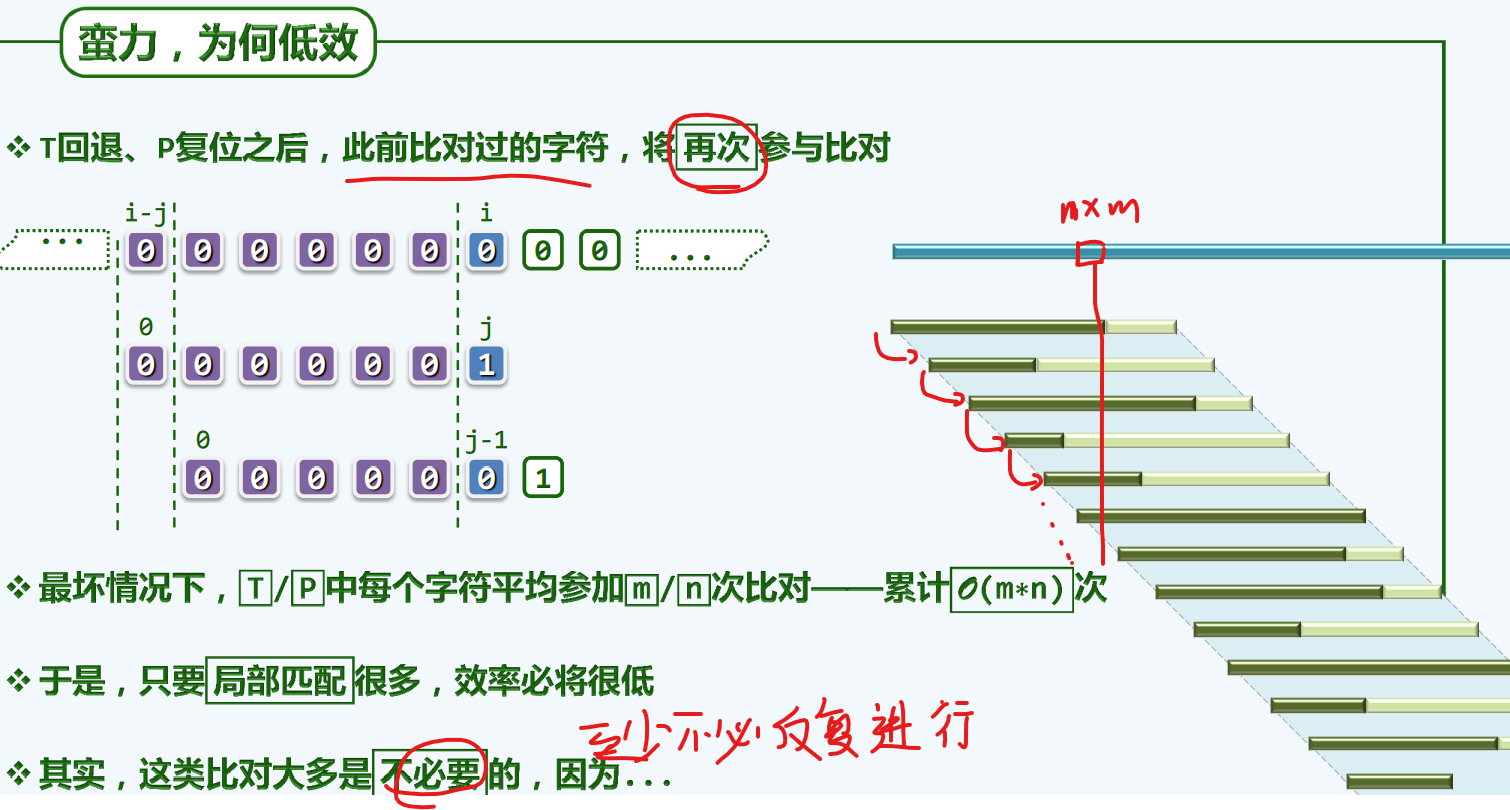 蛮力，为何低效
❖ T回退、P复位之后，此前比对过的字符，将再次参与比对
n×m
i-j i
... 0 0 0 0 0 0 0 0 0 ...
0 j
0 0 0 0 0 0 1
0 j-1
0 0 0 0 0 0 1
❖ 最坏情况下，T/P中每个字符平均参加m/n次比对——累计O(m*n)次
❖ 于是，只要局部匹配很多，效率必将很低
至少不必反复进行
❖ 其实，这类比对大多是不必要的，因为...